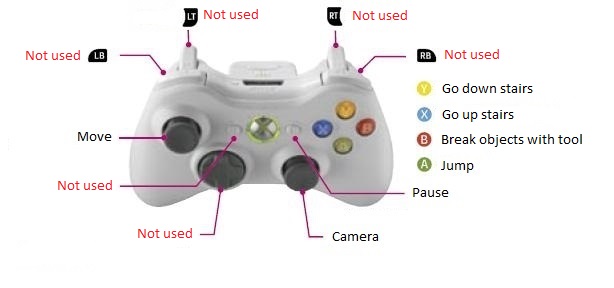 LT Not used
RT Not used
Not used LB
RB Not used
Y Go down stairs
X Go up stairs
B Break objects with tool
A Jump
Move
Not used
Pause
Not used
Camera
X
Y
B
A